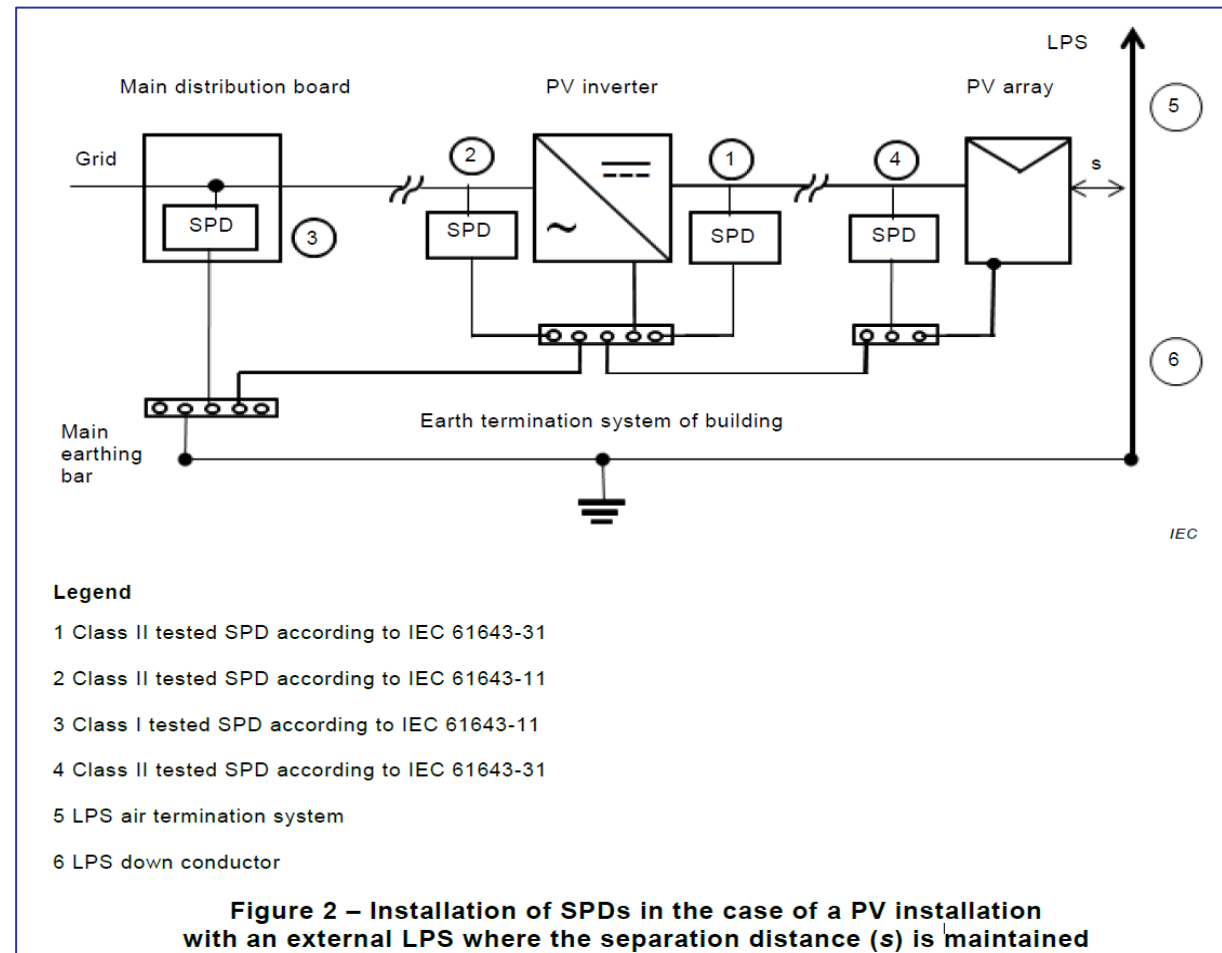 LPS
Main distribution board
PV inverter
PV array
5
Grid
2
1
4
s
SPD
3
SPD
SPD
SPD
~
6
Earth termination system of building
Main
earthing
bar
IEC
Legend
1 Class II tested SPD according to IEC 61643-31
2 Class II tested SPD according to IEC 61643-11
3 Class I tested SPD according to IEC 61643-11
4 Class II tested SPD according to IEC 61643-31
5 LPS air termination system
6 LPS down conductor
Figure 2 – Installation of SPDs in the case of a PV installation
with an external LPS where the separation distance (s) is maintained